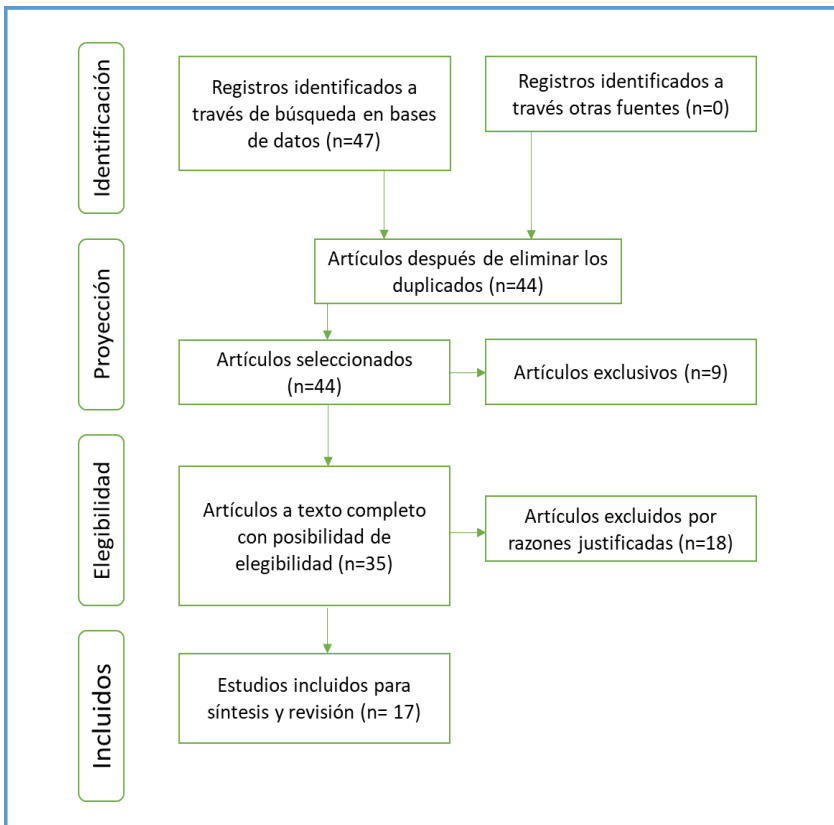 Identificación
Registros identificados a
través de búsqueda en bases
de datos (n=47)
Registros identificados a
través otras fuentes (n=0)
Proyección
Artículos después de eliminar los
duplicados (n=44)
Artículos seleccionados
(n=44)
Artículos exclusivos (n=9)
Elegibilidad
Artículos a texto completo
con posibilidad de
elegibilidad (n=35)
Artículos excluidos por
razones justificadas (n=18)
Incluidos
Estudios incluidos para
síntesis y revisión (n= 17)